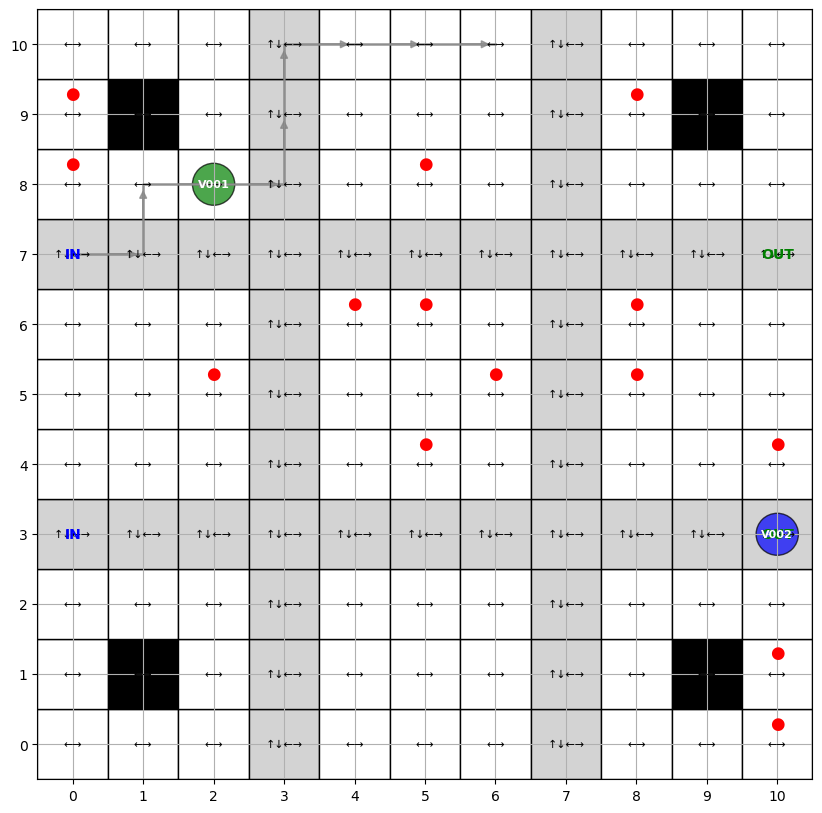 10 ←→ ←→ ←→ ↑↓←→ ←→ ←→ ←→ ↑↓←→ ←→ ←→ ←→
9 ←→ ←→ ↑↓←→ ←→ ←→ ←→ ↑↓←→ ←→ ←→
8 ←→ ←→ V001 ↑↓←→ ←→ ←→ ←→ ↑↓←→ ←→ ←→ ←→
7 IN ↑↓←→ ↑↓←→ ↑↓←→ ↑↓←→ ↑↓←→ ↑↓←→ ↑↓←→ ↑↓←→ ↑↓←→ OUT
6 ←→ ←→ ←→ ↑↓←→ ←→ ←→ ←→ ↑↓←→ ←→ ←→ ←→
5 ←→ ←→ ←→ ↑↓←→ ←→ ←→ ←→ ↑↓←→ ←→ ←→ ←→
4 ←→ ←→ ←→ ↑↓←→ ←→ ←→ ←→ ↑↓←→ ←→ ←→ ←→
3 IN ↑↓←→ ↑↓←→ ↑↓←→ ↑↓←→ ↑↓←→ ↑↓←→ ↑↓←→ ↑↓←→ ↑↓←→ V002
2 ←→ ←→ ←→ ↑↓←→ ←→ ←→ ←→ ↑↓←→ ←→ ←→ ←→
1 ←→ ←→ ↑↓←→ ←→ ←→ ←→ ↑↓←→ ←→ ←→
0 ←→ ←→ ←→ ↑↓←→ ←→ ←→ ←→ ↑↓←→ ←→ ←→ ←→
0 1 2 3 4 5 6 7 8 9 10